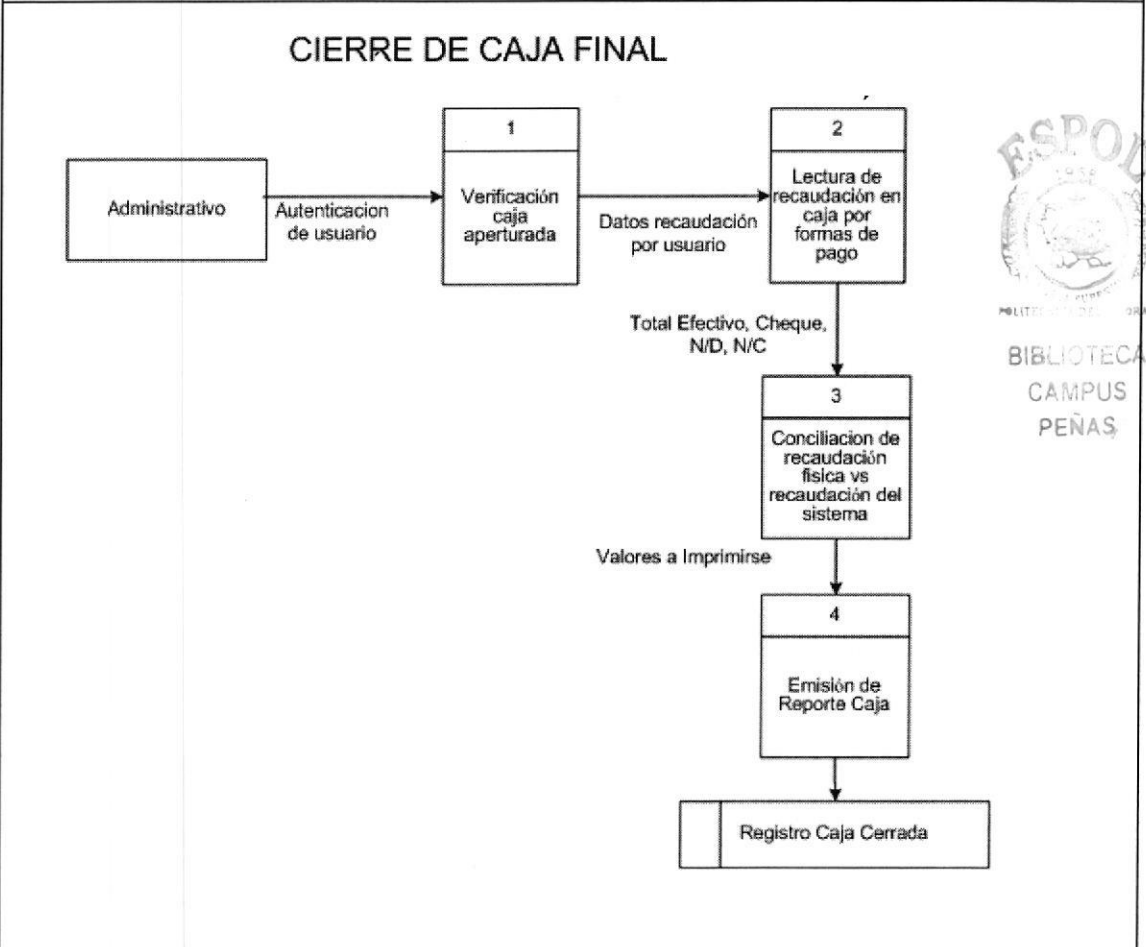 CIERRE DE CAJA FINAL
Administrativo
Autenticacion
de usuario
1
Verificación
caja
aperturada
Datos recaudación
por usuario
2
Lectura de
recaudación en
caja por
formas de
pago
Total Efectivo, Cheque,
N/D, N/C
3
Conciliacion de
recaudación
fisica vs
recaudación del
sistema
Valores a Imprimirse
4
Emisión de
Reporte Caja
Registro Caja Cerrada
ESPOL
BIBLIOTECA
CAMPUS
PEÑAS